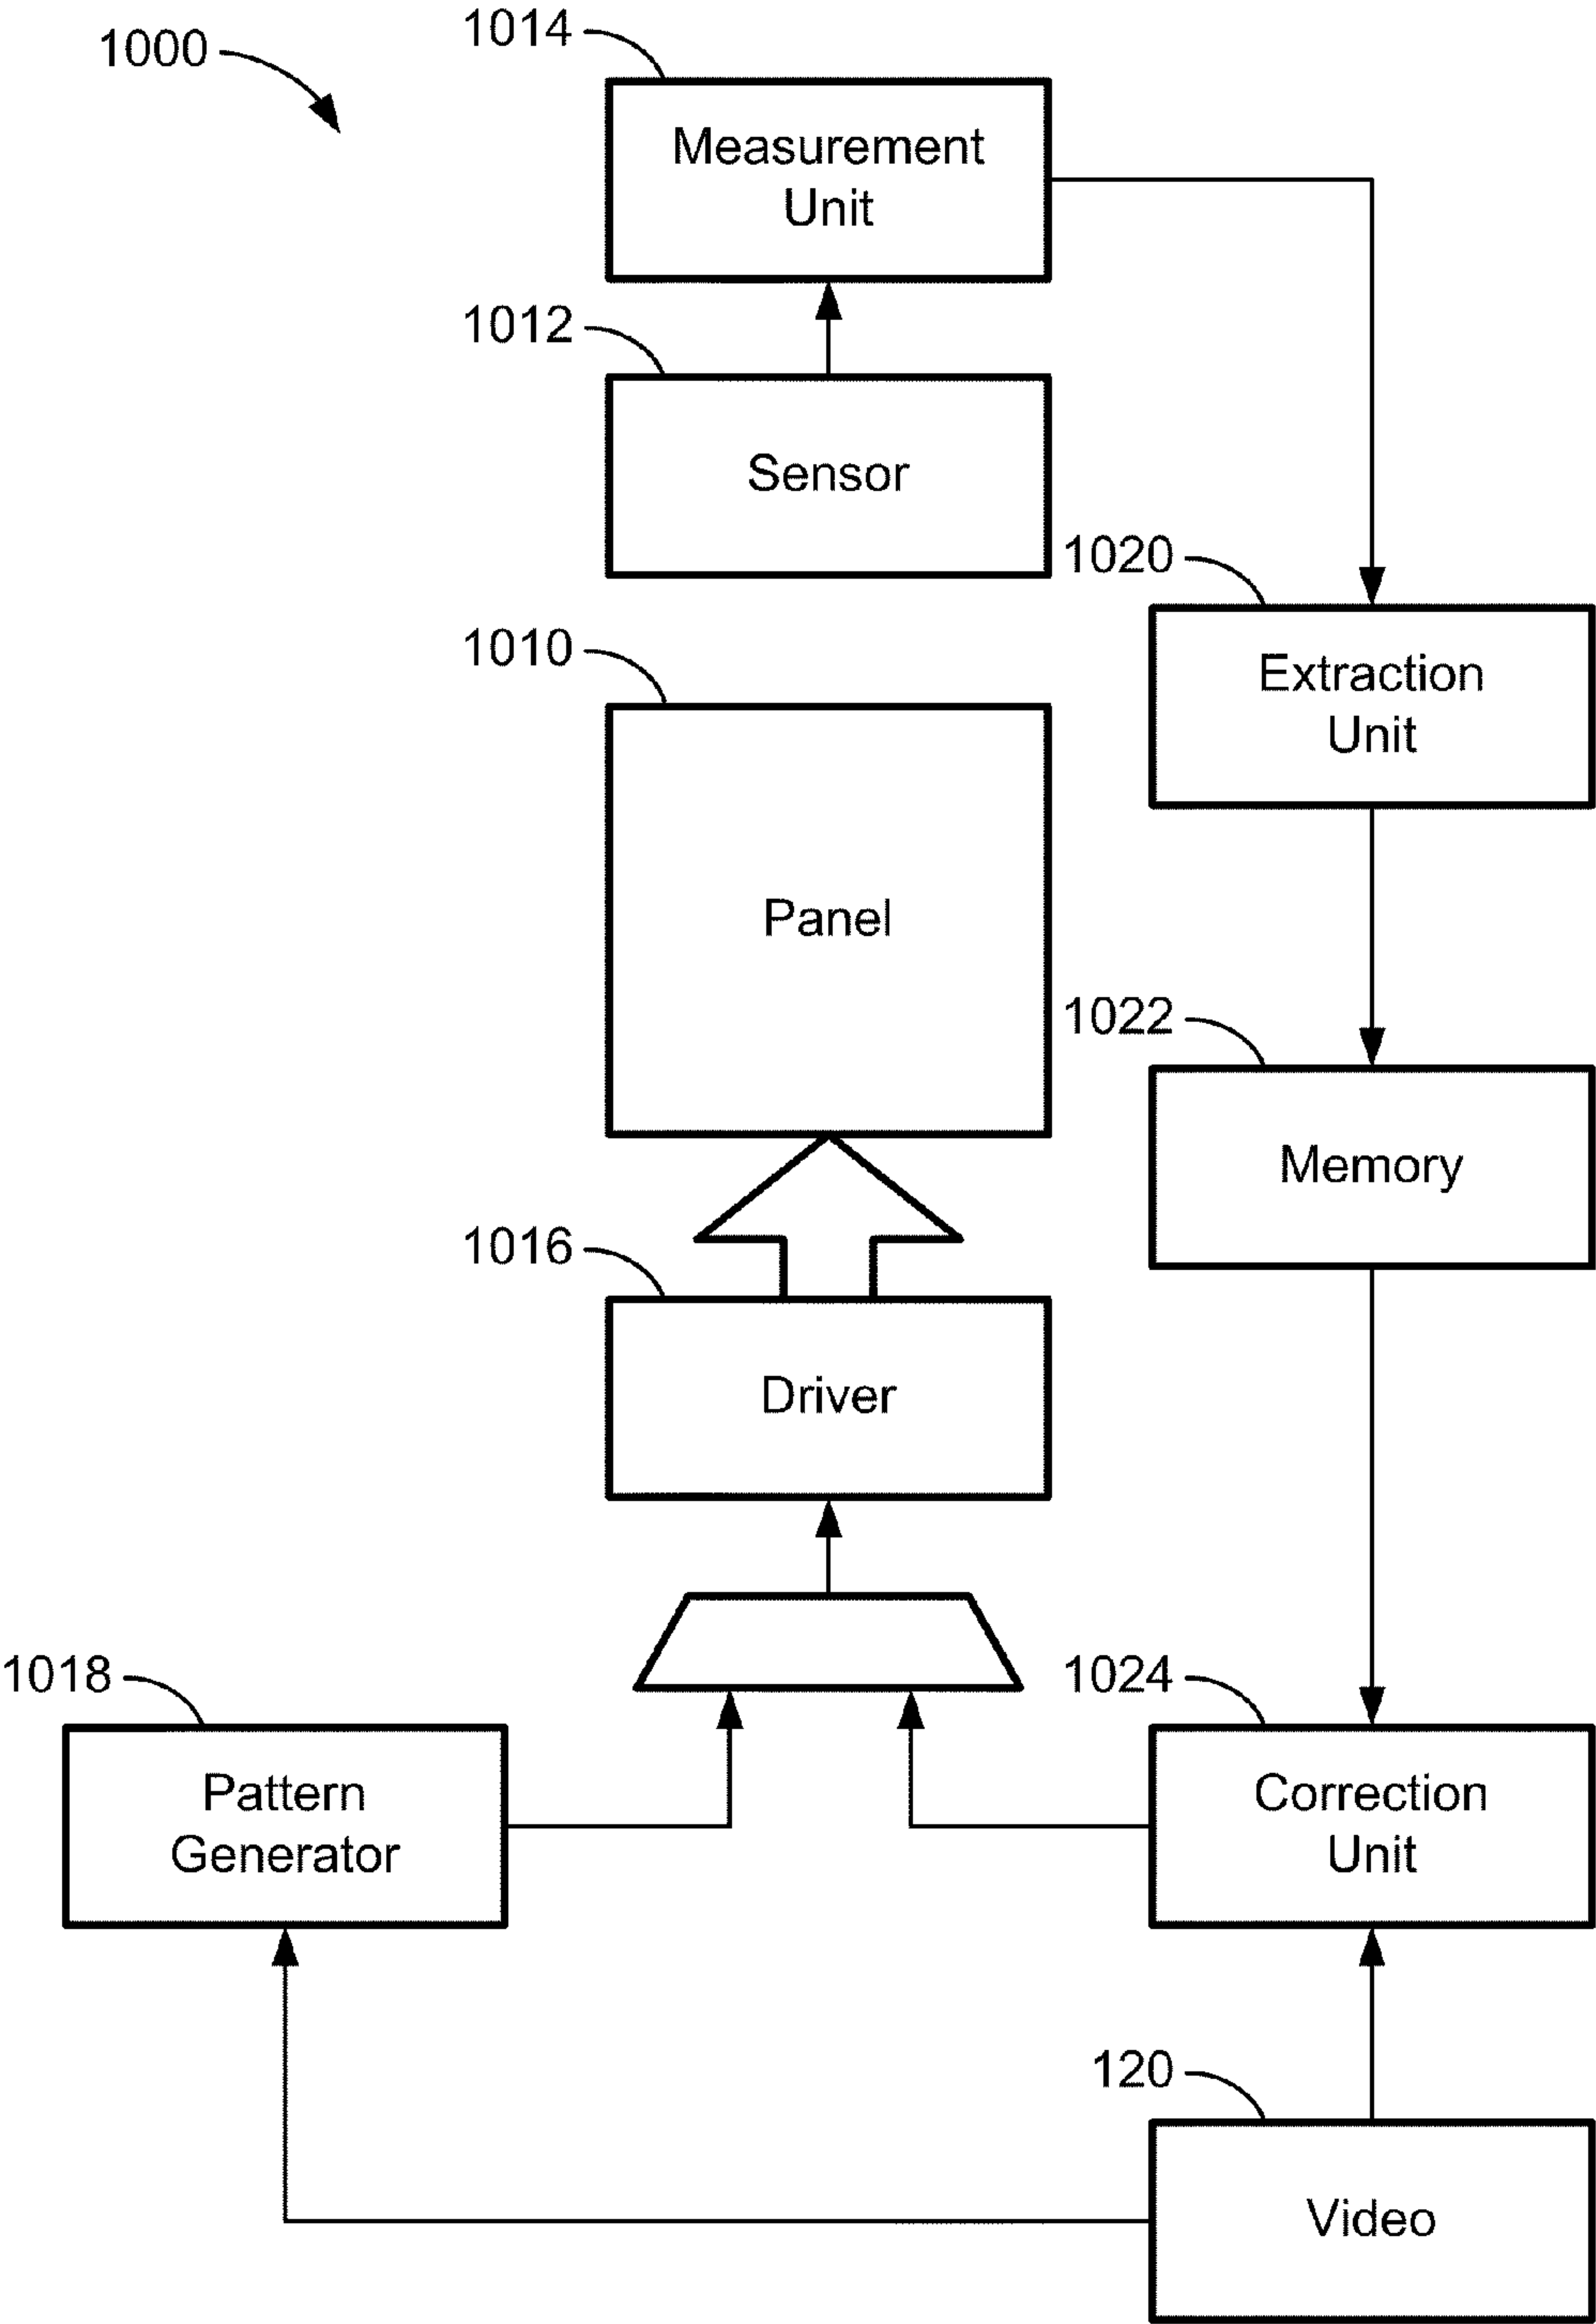 1000
1014
Measurement
Unit
1012
Sensor
1020
Extraction
Unit
1010
Panel
1022
Memory
1016
Driver
1018
Pattern
Generator
1024
Correction
Unit
120
Video